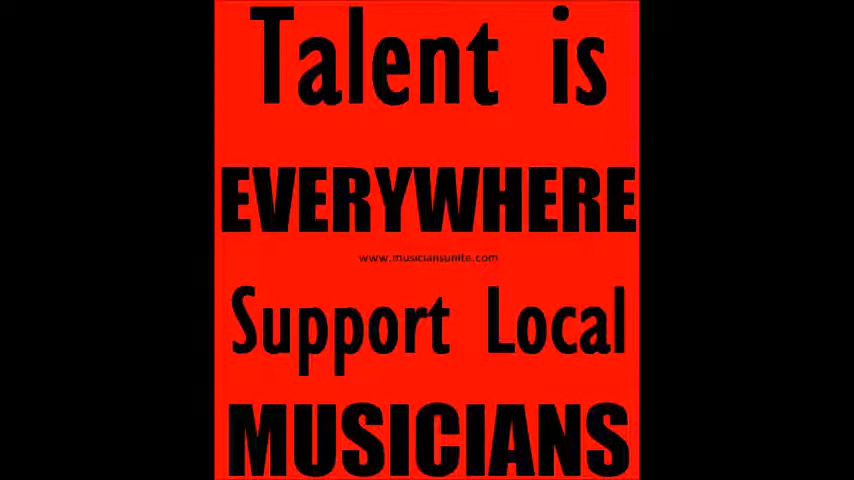 Talent is
EVERYWHERE
www.musiciansunite.com
Support Local
MUSICIANS